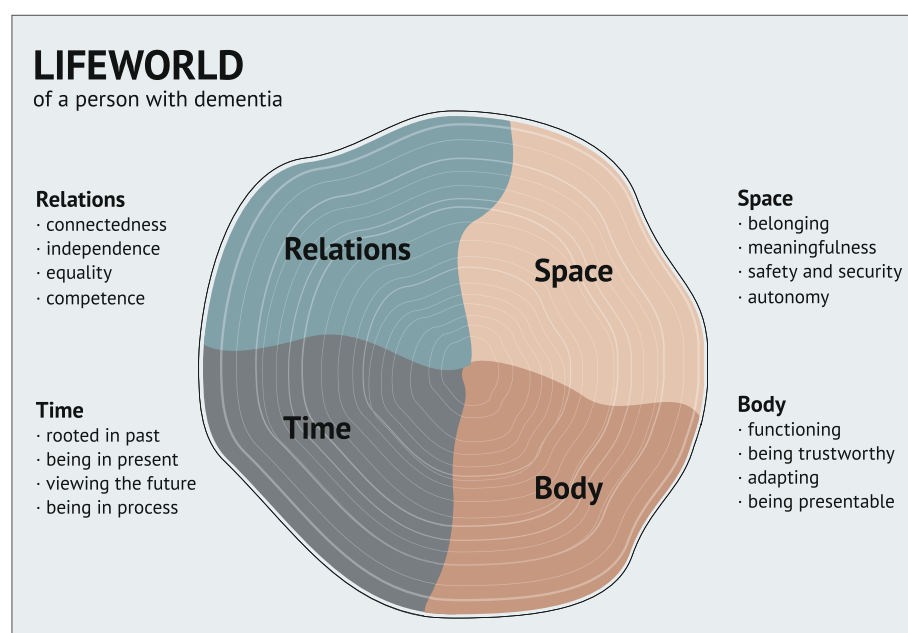 LIFEWORLD
of a person with dementia
Relations
· connectedness
· independence
· equality
· competence
Time
· rooted in past
· being in present
· viewing the future
· being in process
Relations
Space
Time
Body
Space
· belonging
· meaningfulness
· safety and security
· autonomy
Body
· functioning
· being trustworthy
· adapting
· being presentable